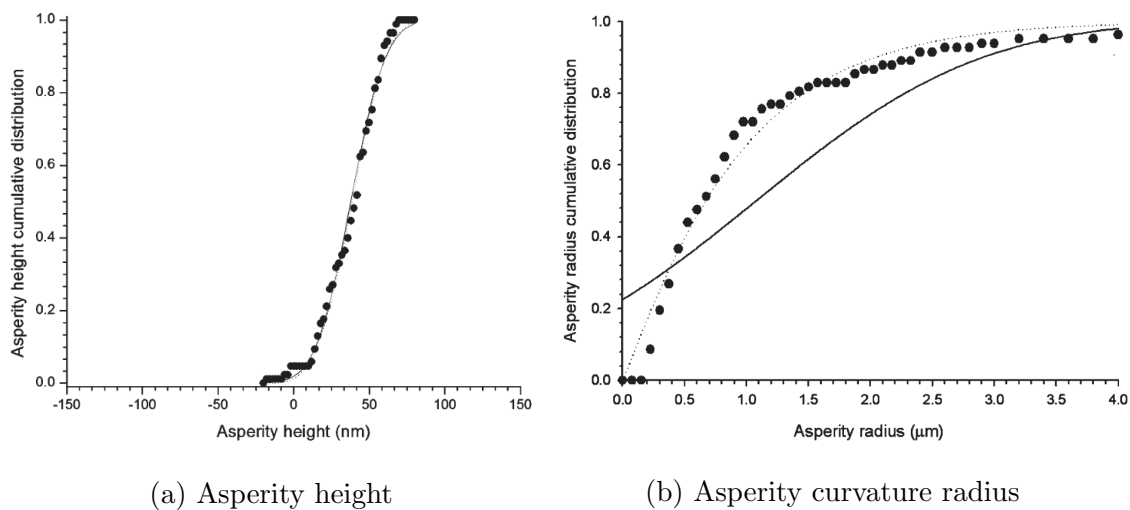 1.0
0.8
0.6
0.4
0.2
0.0
Asperity height cumulative distribution
-150 -100 -50 0 50 100 150
Asperity height (nm)
(a) Asperity height
1.0
0.8
0.6
0.4
0.2
0.0
Asperity radius cumulative distribution
0.0 0.5 1.0 1.5 2.0 2.5 3.0 3.5 4.0
Asperity radius (μm)
(b) Asperity curvature radius